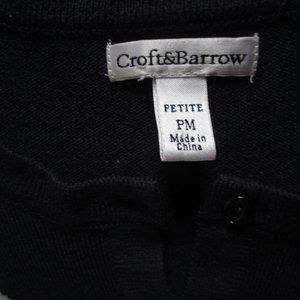 Croft&Barrow
PETITE
PM
Made in
China